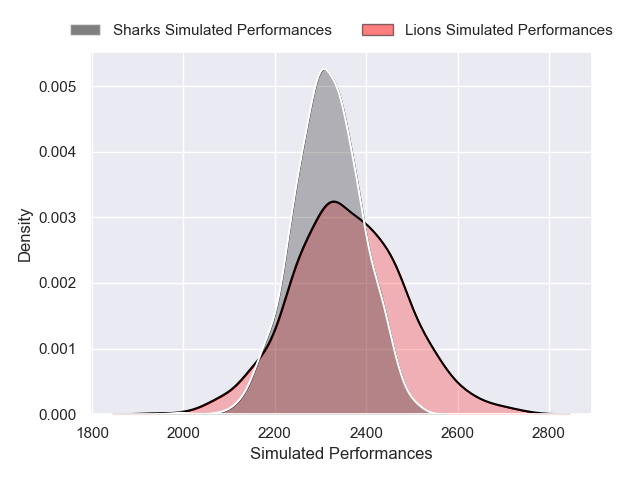 Sharks Simulated Performances Lions Simulated Performances
0.005
0.004
0.003
0.002
0.001
0.000
Density
1800 2000 2200 2400 2600 2800
Simulated Performances